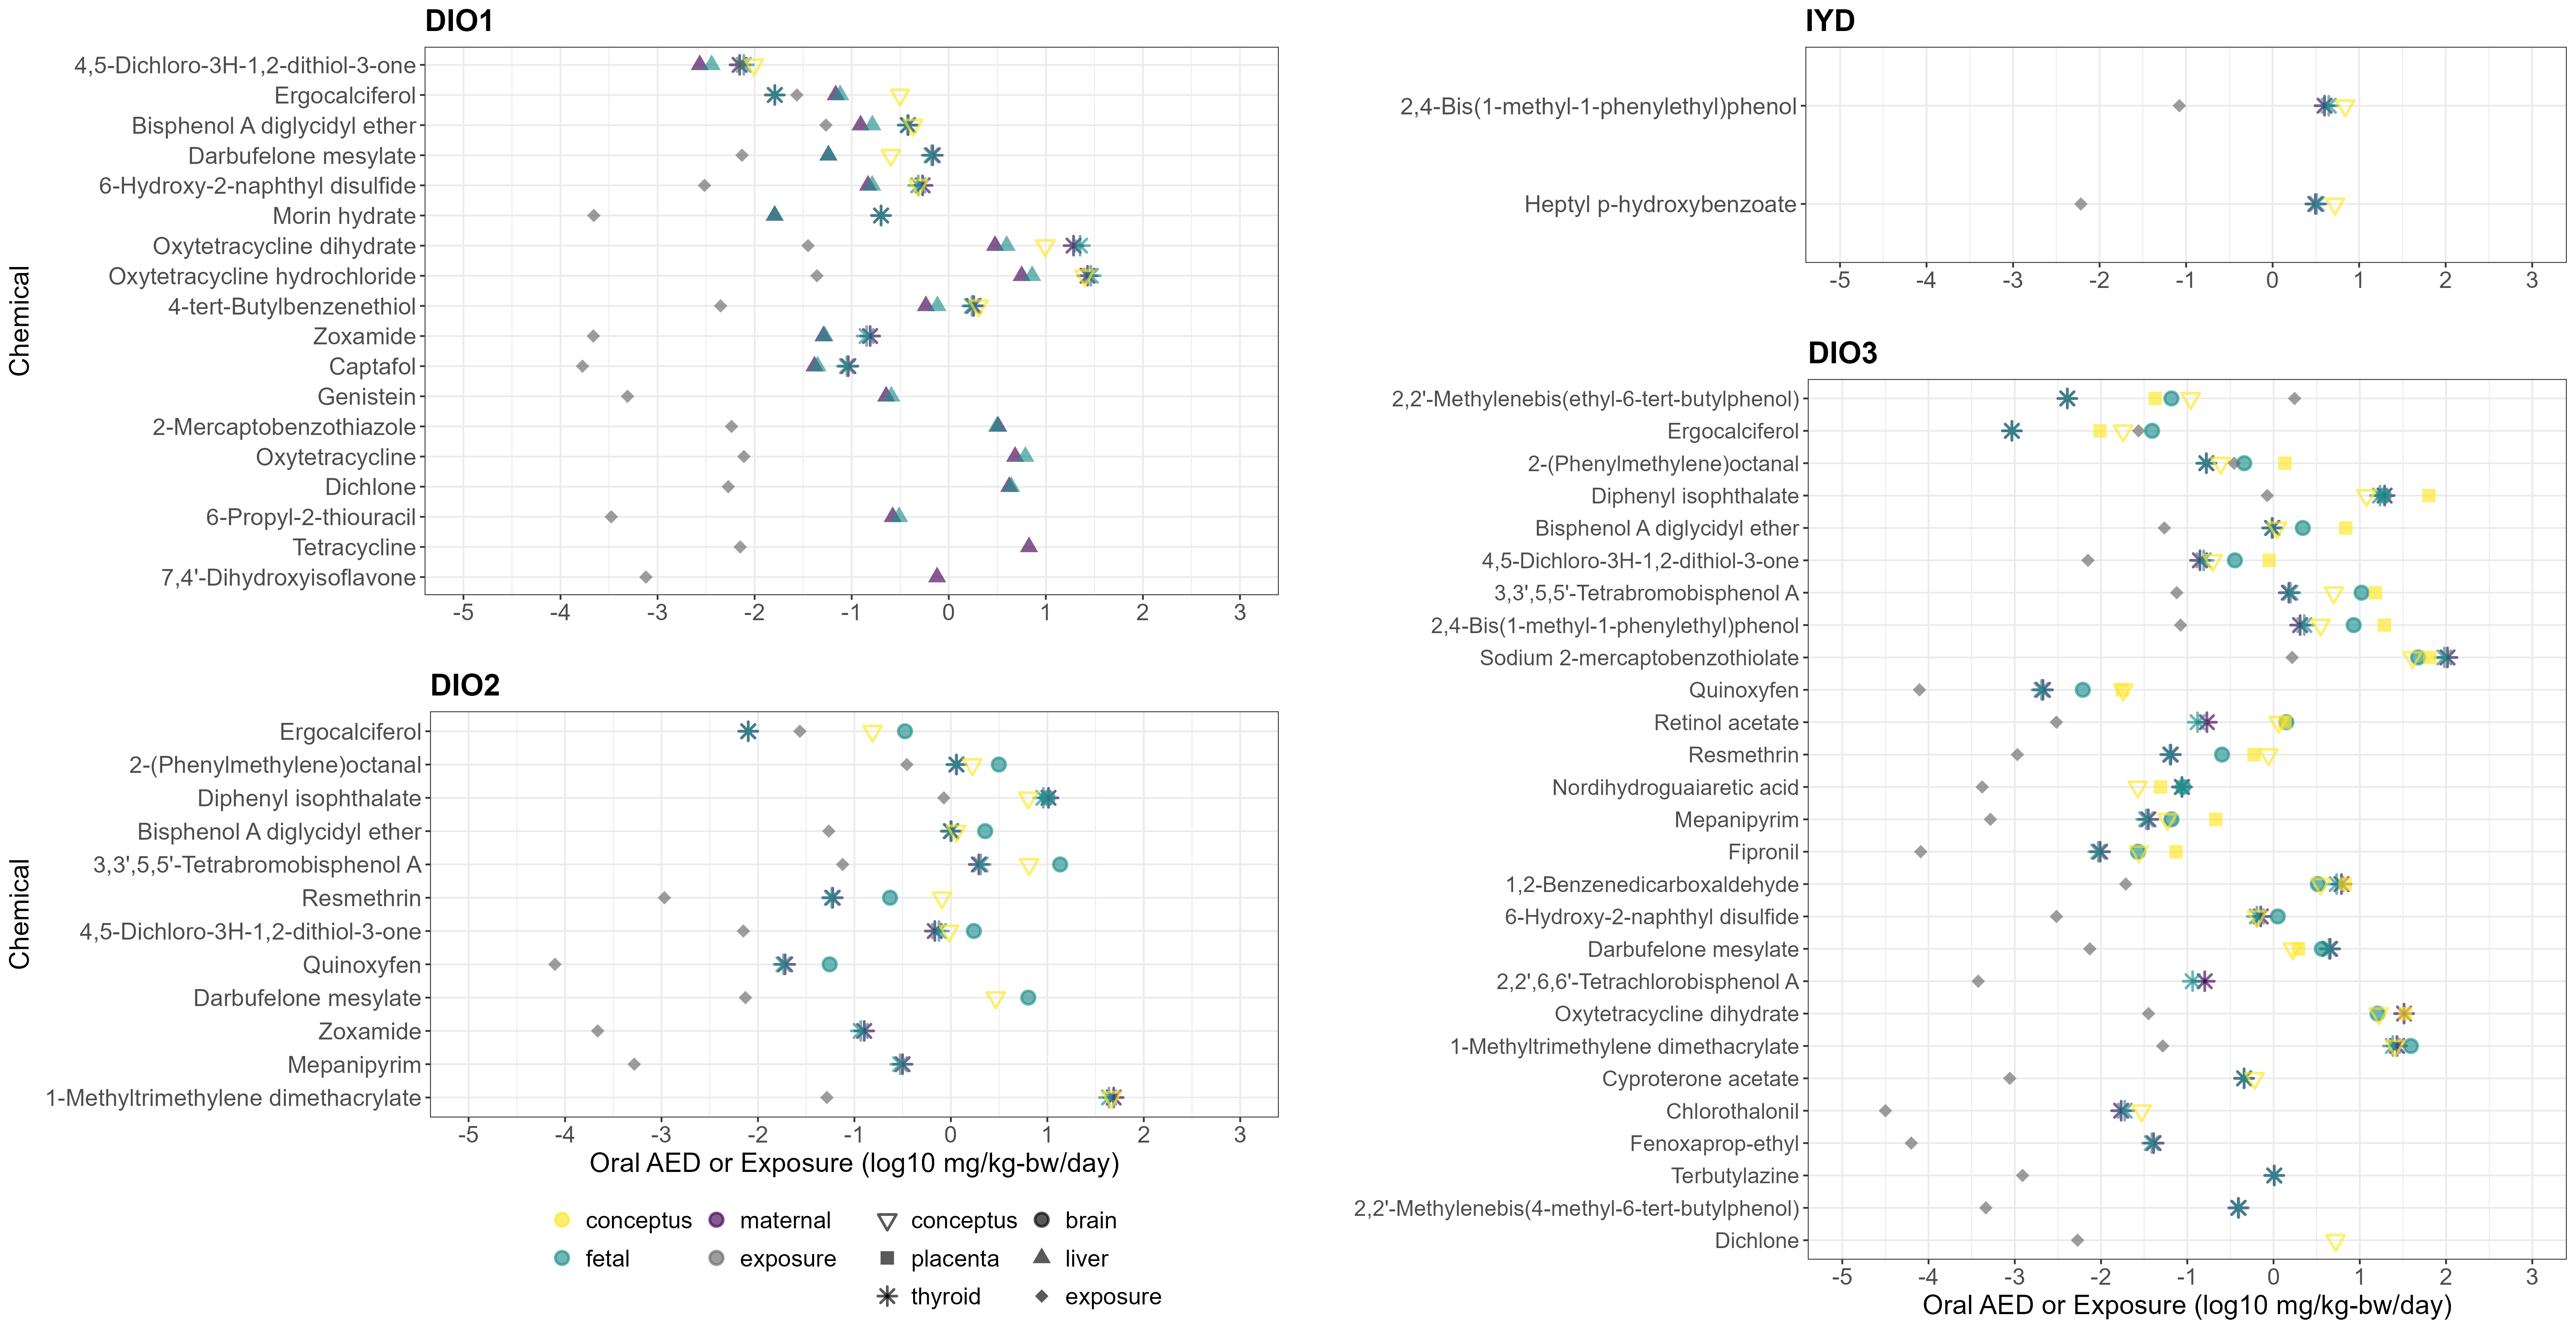 DIO1
Chemical
4,5-Dichloro-3H-1,2-dithiol-3-one
Ergocalciferol
Bisphenol A diglycidyl ether
Darbufelone mesylate
6-Hydroxy-2-naphthyl disulfide
Morin hydrate
Oxytetracycline dihydrate
Oxytetracycline hydrochloride
4-tert-Butylbenzenethiol
Zoxamide
Captafol
Genistein
2-Mercaptobenzothiazole
Oxytetracycline
Dichlone
6-Propyl-2-thiouracil
Tetracycline
7,4'-Dihydroxyisoflavone
-5 -4 -3 -2 -1 0 1 2 3
DIO2
Chemical
Ergocalciferol
2-(Phenylmethylene)octanal
Diphenyl isophthalate
Bisphenol A diglycidyl ether
3,3',5,5'-Tetrabromobisphenol A
Resmethrin
4,5-Dichloro-3H-1,2-dithiol-3-one
Quinoxyfen
Darbufelone mesylate
Zoxamide
Mepanipyrim
1-Methyltrimethylene dimethacrylate
-5 -4 -3 -2 -1 0 1 2 3
Oral AED or Exposure (log10 mg/kg-bw/day)
conceptus maternal conceptus brain
fetal exposure placenta liver
thyroid exposure
IYD
2,4-Bis(1-methyl-1-phenylethyl)phenol
Heptyl p-hydroxybenzoate
-5 -4 -3 -2 -1 0 1 2 3
DIO3
2,2'-Methylenebis(ethyl-6-tert-butylphenol)
Ergocalciferol
2-(Phenylmethylene)octanal
Diphenyl isophthalate
Bisphenol A diglycidyl ether
4,5-Dichloro-3H-1,2-dithiol-3-one
3,3',5,5'-Tetrabromobisphenol A
2,4-Bis(1-methyl-1-phenylethyl)phenol
Sodium 2-mercaptobenzothiolate
Quinoxyfen
Retinol acetate
Resmethrin
Nordihydroguaiaretic acid
Mepanipyrim
Fipronil
1,2-Benzenedicarboxaldehyde
6-Hydroxy-2-naphthyl disulfide
Darbufelone mesylate
2,2',6,6'-Tetrachlorobisphenol A
Oxytetracycline dihydrate
1-Methyltrimethylene dimethacrylate
Cyproterone acetate
Chlorothalonil
Fenoxaprop-ethyl
Terbutylazine
2,2'-Methylenebis(4-methyl-6-tert-butylphenol)
Dichlone
-5 -4 -3 -2 -1 0 1 2 3
Oral AED or Exposure (log10 mg/kg-bw/day)